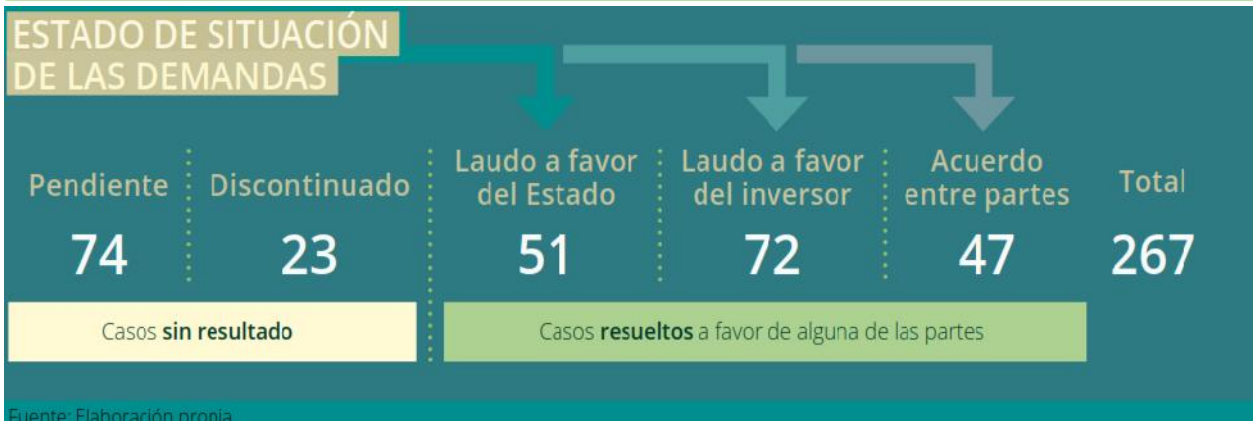 ESTADO DE SITUACIÓN
DE LAS DEMANDAS
Pendiente
74
Discontinuado
23
Laudo a favor
del Estado
51
Laudo a favor
del inversor
72
Acuerdo
entre partes
47
Total
267
Casos sin resultado
Casos resueltos a favor de alguna de las partes
Fuente: Elaboración propia